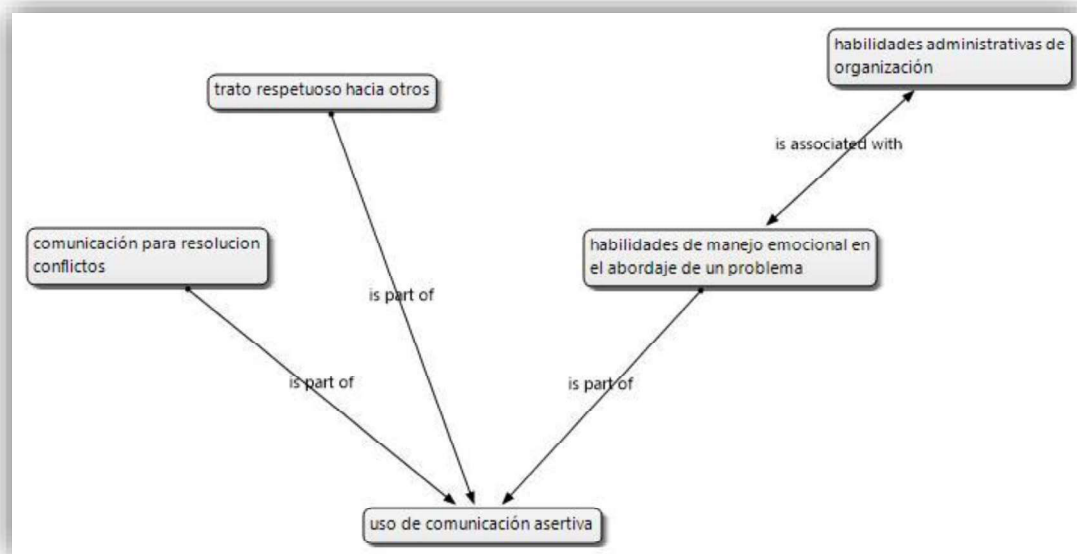 habilidades administrativas de
organización
trato respetuoso hacia otros
is associated with
comunicación para resolucion
conflictos
habilidades de manejo emocional en
el abordaje de un problema
is part of
is part of
is part of
uso de comunicación asertiva